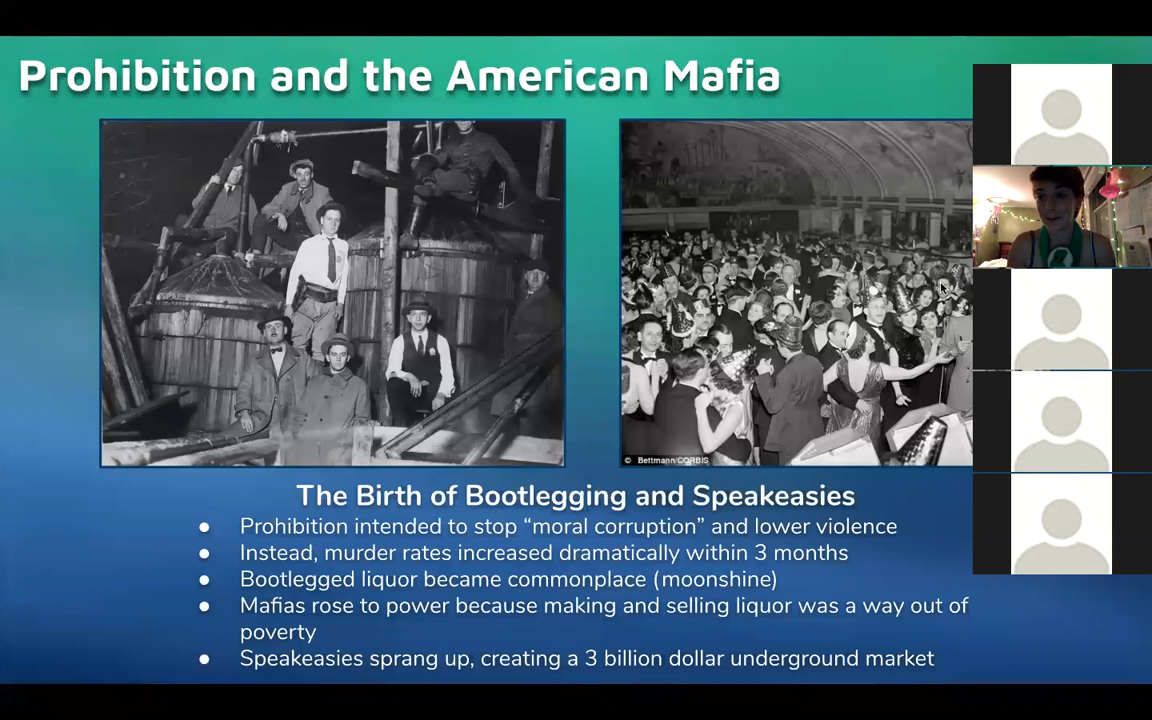 Prohibition and the American Mafia
© Bettmann/CORBIS
The Birth of Bootlegging and Speakeasies
● Prohibition intended to stop “moral corruption” and lower violence
● Instead, murder rates increased dramatically within 3 months
● Bootlegged liquor became commonplace (moonshine)
● Mafias rose to power because making and selling liquor was a way out of
poverty
● Speakeasies sprang up, creating a 3 billion dollar underground market